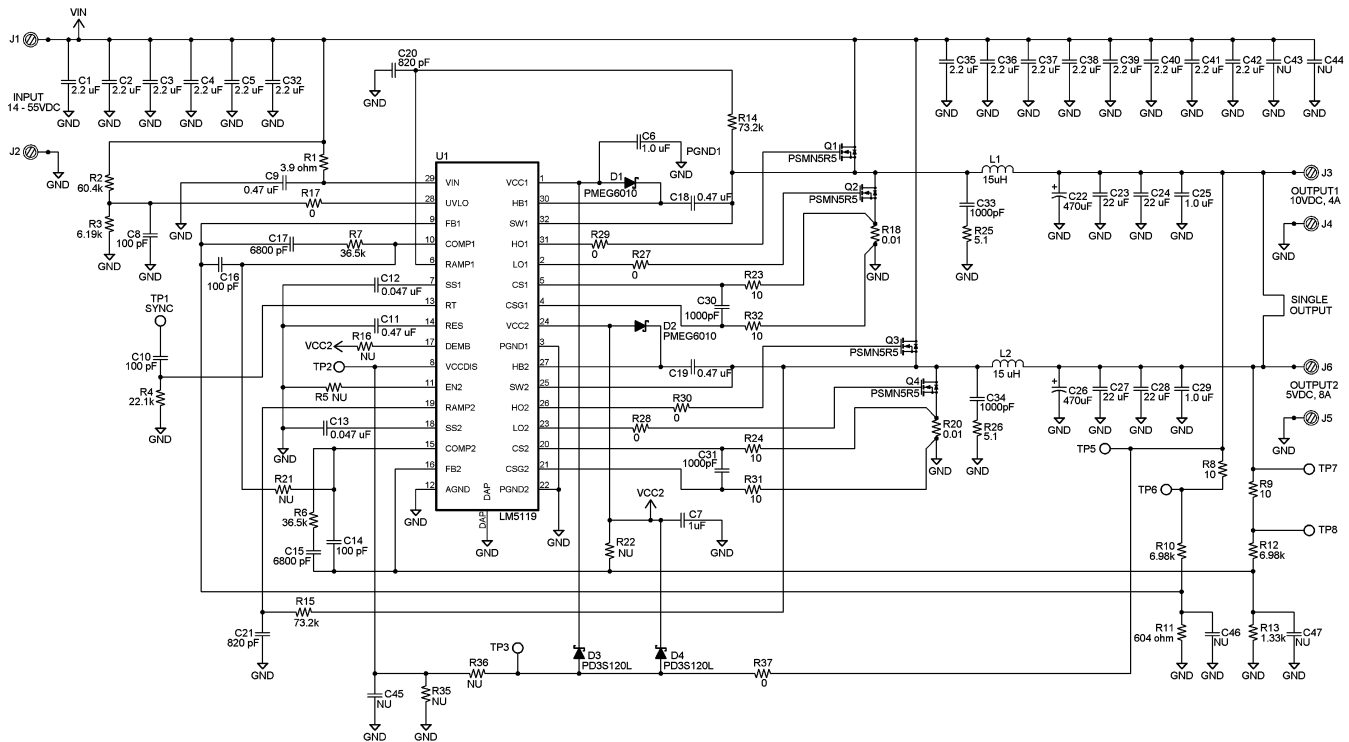 VIN
J1
C1
2.2 uF
C2
2.2 uF
C3
2.2 uF
C4
2.2 uF
C5
2.2 uF
C32
2.2 uF
GND
GND
GND
GND
GND
GND
INPUT
14 - 55VDC
J2
GND
C20
820 pF
GND
R14
73.2k
C35
2.2 uF
C36
2.2 uF
C37
2.2 uF
C38
2.2 uF
C39
2.2 uF
C40
2.2 uF
C41
2.2 uF
C42
2.2 uF
C43
NU
C44
NU
GND
GND
GND
GND
GND
GND
GND
GND
GND
GND
R1
3.9 ohm
C9
0.47 uF
R2
60.4k
R17
0
R3
6.19k
C8
100 pF
GND
GND
GND
C17
6800 pF
R7
36.5k
C16
100 pF
C12
0.047 uF
TP1
SYNC
C11
0.47 uF
R16
NU
VCC2
TP2
C10
100 pF
R4
22.1k
GND
R5 NU
C13
0.047 uF
GND
R21
NU
R6
36.5k
C15
6800 pF
C14
100 pF
GND
U1
29 VIN
28 UVLO
9 FB1
10 COMP1
6 RAMP1
7 SS1
13 RT
14 RES
17 DEMB
8 VCCDIS
11 EN2
19 RAMP2
18 SS2
15 COMP2
16 FB2
12 AGND
VCC1 1
HB1 30
SW1 32
HO1 31
LO1 2
CS1 5
CSG1 4
VCC2 24
PGND1 3
HB2 27
SW2 25
HO2 26
LO2 23
CS2 20
CSG2 21
PGND2 22
DAP
DAP
LM5119
GND
GND
C6
1.0 uF
PGND1
GND
D1
PMEG6010
C18
0.47 uF
R29
0
R27
0
R23
10
C30
1000pF
R32
10
D2
PMEG6010
C19
0.47 uF
R30
0
R28
0
R24
10
C31
1000pF
R31
10
VCC2
C7
1uF
GND
R22
NU
Q1
PSMN5R5
Q2
PSMN5R5
R18
0.01
GND
Q3
PSMN5R5
Q4
PSMN5R5
R20
0.01
GND
L1
15uH
C33
1000pF
R25
5.1
GND
C22
470uF
C23
22 uF
C24
22 uF
C25
1.0 uF
GND
GND
GND
GND
J3
OUTPUT1
10VDC, 4A
J4
GND
SINGLE
OUTPUT
L2
15 uH
C34
1000pF
R26
5.1
GND
C26
470uF
C27
22 uF
C28
22 uF
C29
1.0 uF
GND
GND
GND
GND
J6
OUTPUT2
5VDC, 8A
J5
GND
TP5
R8
10
TP6
R9
10
TP7
TP8
R10
6.98k
R12
6.98k
R11
604 ohm
C46
NU
R13
1.33k
C47
NU
GND
GND
GND
GND
R15
73.2k
C21
820 pF
GND
TP3
R36
NU
D3
PD3S120L
D4
PD3S120L
R37
0
C45
NU
R35
NU
GND
GND